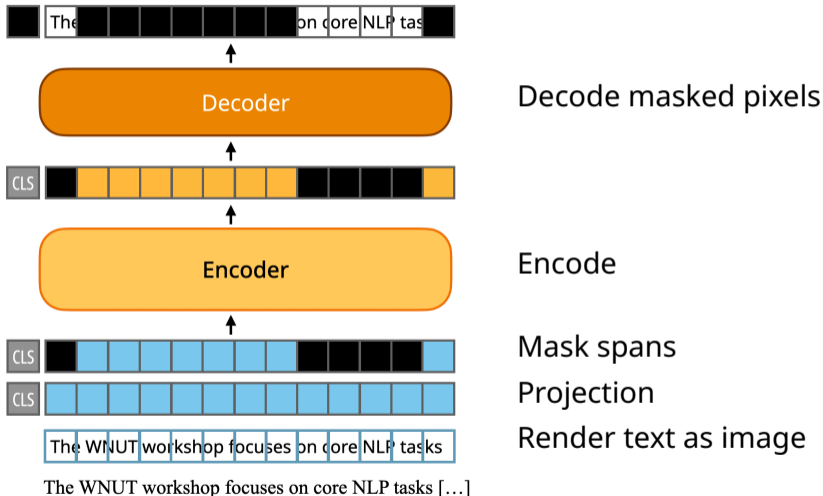 The on core NLP tas
Decoder
Decode masked pixels
CLS
Encoder
Encode
CLS
Mask spans
CLS
Projection
The WNUT workshop focuses on core NLP tasks
Render text as image
The WNUT workshop focuses on core NLP tasks […]